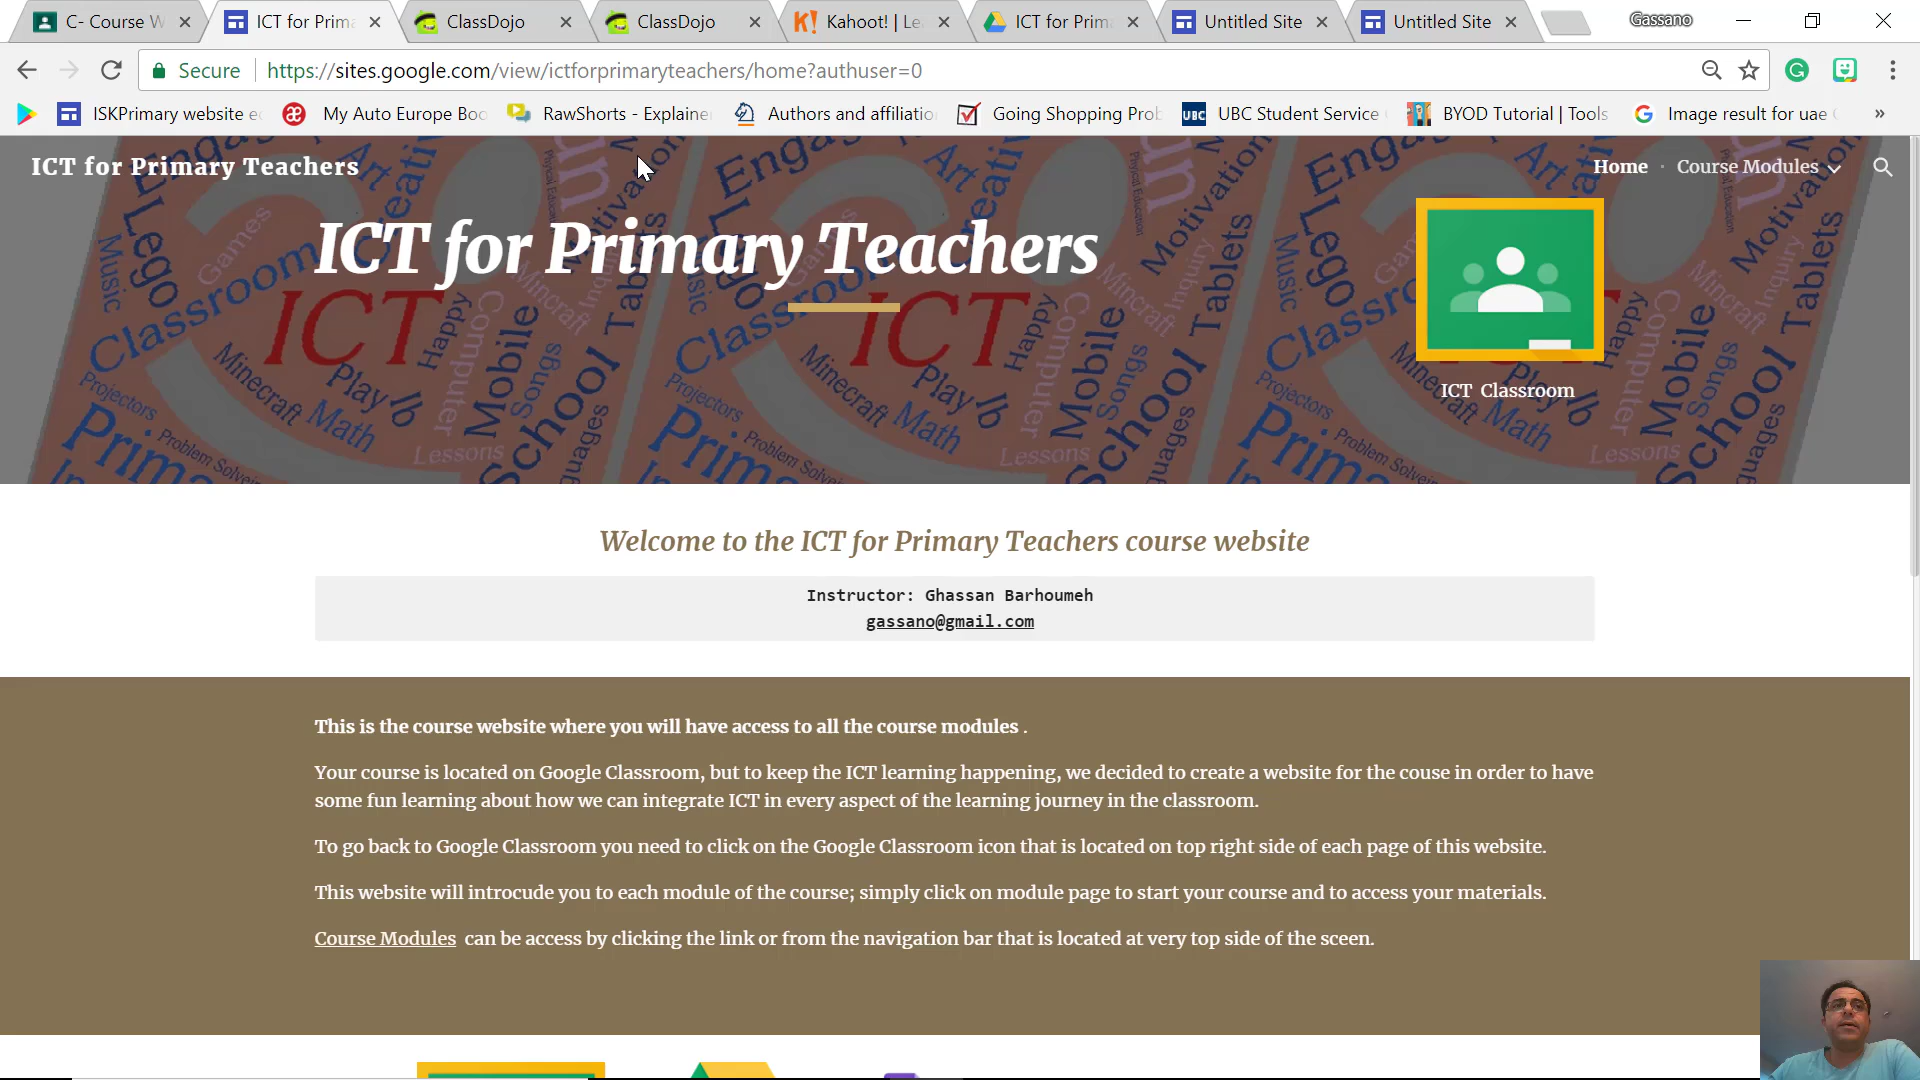 C- Course W
ICT for Prima
ClassDojo
ClassDojo
Kahoot! | Le
ICT for Prim
Untitled Site
Untitled Site
Gassano
Secure
https://sites.google.com/view/ictforprimaryteachers/home?authuser=0
ISKPrimary website e
My Auto Europe Boo
RawShorts - Explaine
Authors and affiliatio
Going Shopping Prob
UBC
UBC Student Service
BYOD Tutorial | Tools
Image result for uae
»
ICT for Primary Teachers
Home · Course Modules
ICT for Primary Teachers
ICT Classroom
Welcome to the ICT for Primary Teachers course website
Instructor: Ghassan Barhoumeh
gassano@gmail.com
This is the course website where you will have access to all the course modules .
Your course is located on Google Classroom, but to keep the ICT learning happening, we decided to create a website for the couse in order to have
some fun learning about how we can integrate ICT in every aspect of the learning journey in the classroom.
To go back to Google Classroom you need to click on the Google Classroom icon that is located on top right side of each page of this website.
This website will introcude you to each module of the course; simply click on module page to start your course and to access your materials.
Course Modules can be access by clicking the link or from the navigation bar that is located at very top side of the sceen.